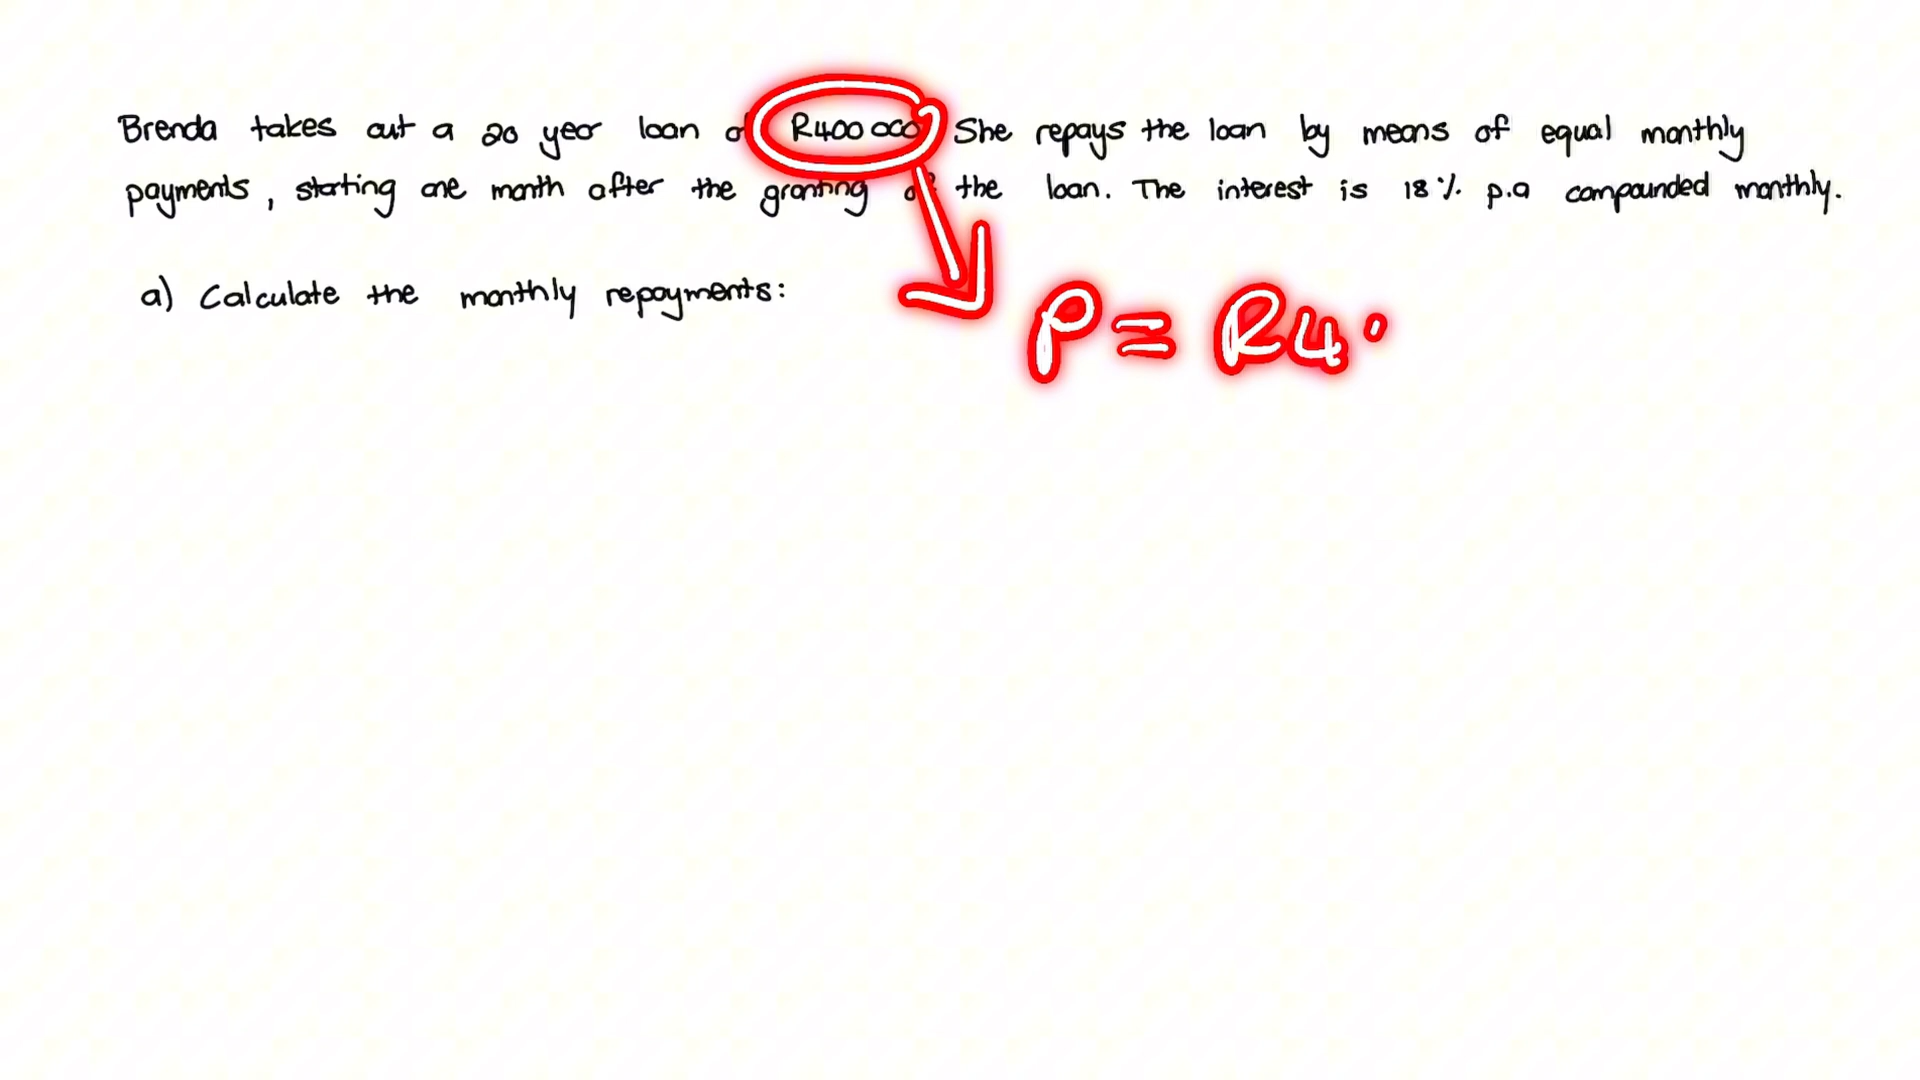 Brenda takes out a 20 year loan of R400 000 She repays the loan by means of equal monthly
payments, starting one month after the granting of the loan. The interest is 18% p.a compounded monthly.
a) Calculate the monthly repayments:
P = R4